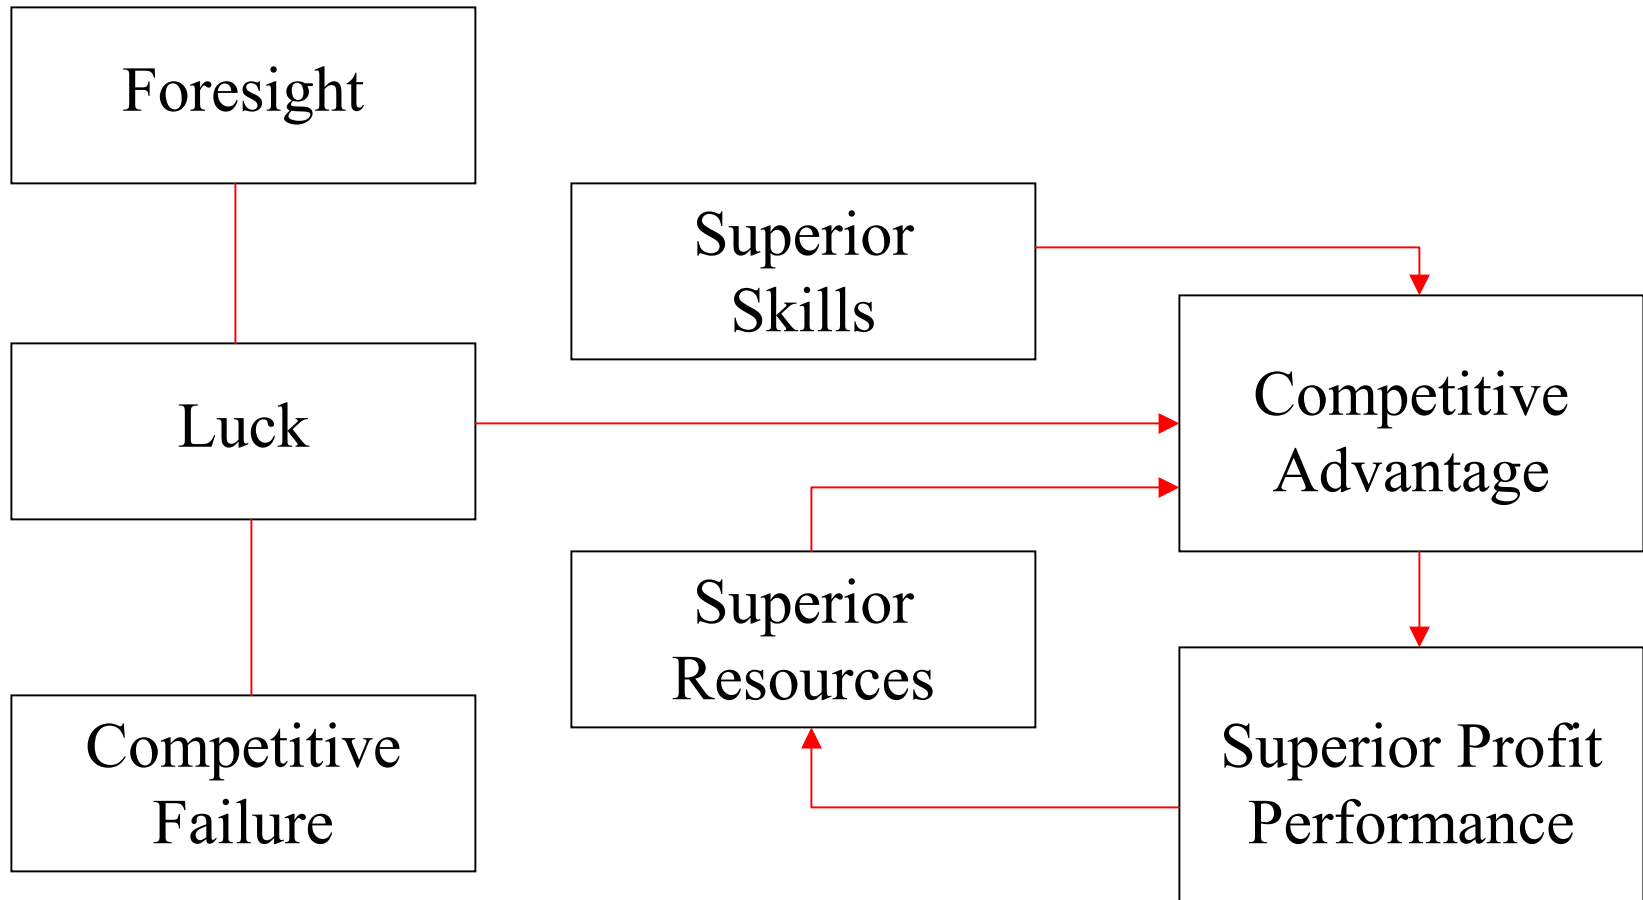 Foresight
Superior
Skills
Luck
Competitive
Advantage
Superior
Resources
Competitive
Failure
Superior Profit
Performance